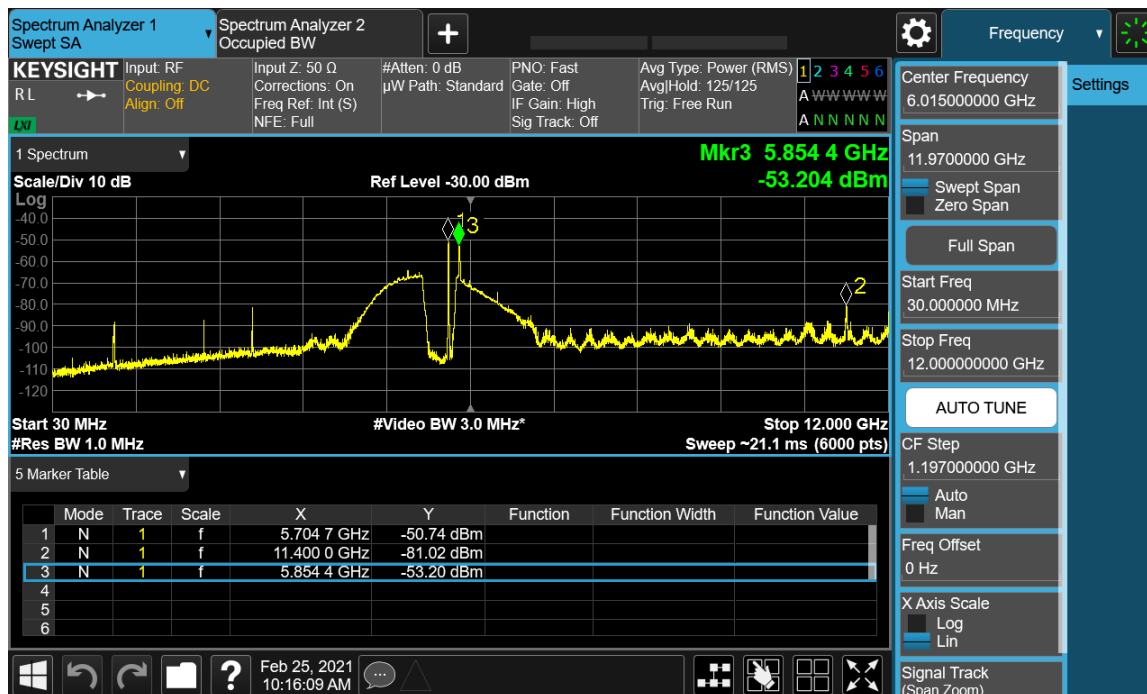 Spectrum Analyzer 1
Swept SA
Spectrum Analyzer 2
Occupied BW
+
Frequency
KEYSIGHT
RL
LXI
Input: RF
Coupling: DC
Align: Off
Input Z: 50 Ω
Corrections: On
Freq Ref: Int (S)
NFE: Full
#Atten: 0 dB
µW Path: Standard
PNO: Fast
Gate: Off
IF Gain: High
Sig Track: Off
Avg Type: Power (RMS)
Avg|Hold: 125/125
Trig: Free Run
1 2 3 4 5 6
A W W W W W
A N N N N N
1 Spectrum
Scale/Div 10 dB
Ref Level -30.00 dBm
Mkr3 5.854 4 GHz
-53.204 dBm
Log
-40.0
-50.0
-60.0
-70.0
-80.0
-90.0
-100
-110
-120
1
3
2
Start 30 MHz
#Video BW 3.0 MHz*
Stop 12.000 GHz
#Res BW 1.0 MHz
Sweep ~21.1 ms (6000 pts)
5 Marker Table
Mode Trace Scale X Y Function Function Width Function Value
1 N 1 f 5.704 7 GHz -50.74 dBm
2 N 1 f 11.400 0 GHz -81.02 dBm
3 N 1 f 5.854 4 GHz -53.20 dBm
4
5
6
Feb 25, 2021
10:16:09 AM
?
Center Frequency
6.015000000 GHz
Settings
Span
11.9700000 GHz
Swept Span
Zero Span
Full Span
Start Freq
30.000000 MHz
Stop Freq
12.000000000 GHz
AUTO TUNE
CF Step
1.197000000 GHz
Auto
Man
Freq Offset
0 Hz
X Axis Scale
Log
Lin
Signal Track
(Span Zoom)